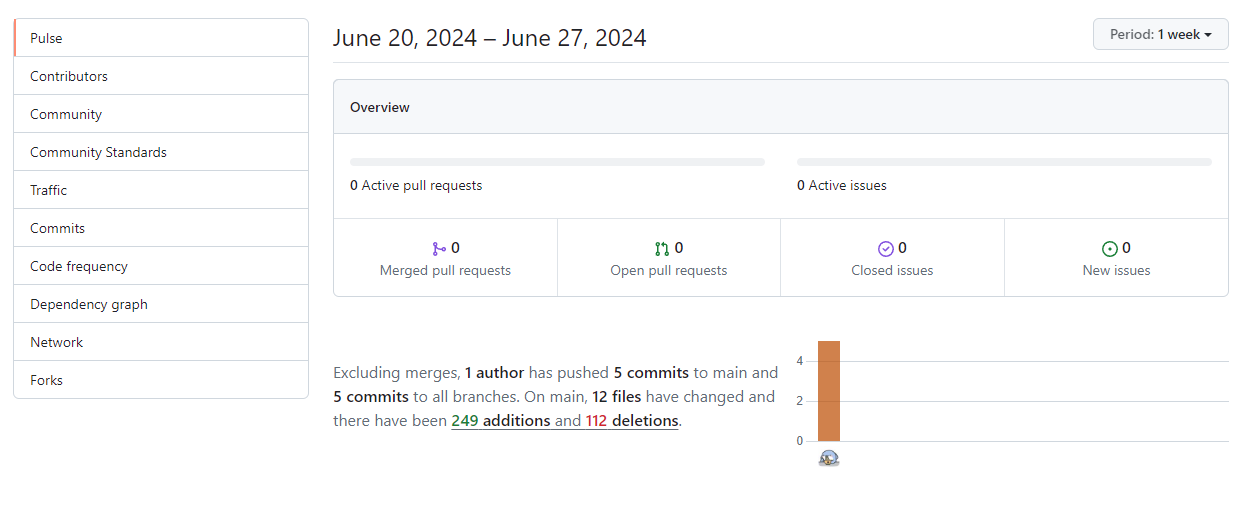 Pulse
Contributors
Community
Community Standards
Traffic
Commits
Code frequency
Dependency graph
Network
Forks
June 20, 2024 – June 27, 2024
Period: 1 week
Overview
0 Active pull requests
0 Active issues
0
Merged pull requests
0
Open pull requests
0
Closed issues
0
New issues
Excluding merges, 1 author has pushed 5 commits to main and
5 commits to all branches. On main, 12 files have changed and
there have been 249 additions and 112 deletions.
4
2
0